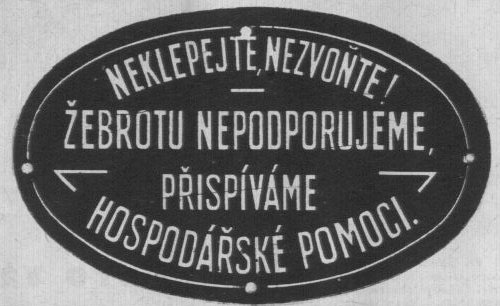 NEKLEPEJTE, NEZVOŇTE!
ŽEBROTU NEPODPORUJEME,
PŘISPÍVÁME
HOSPODÁŘSKÉ POMOCI.